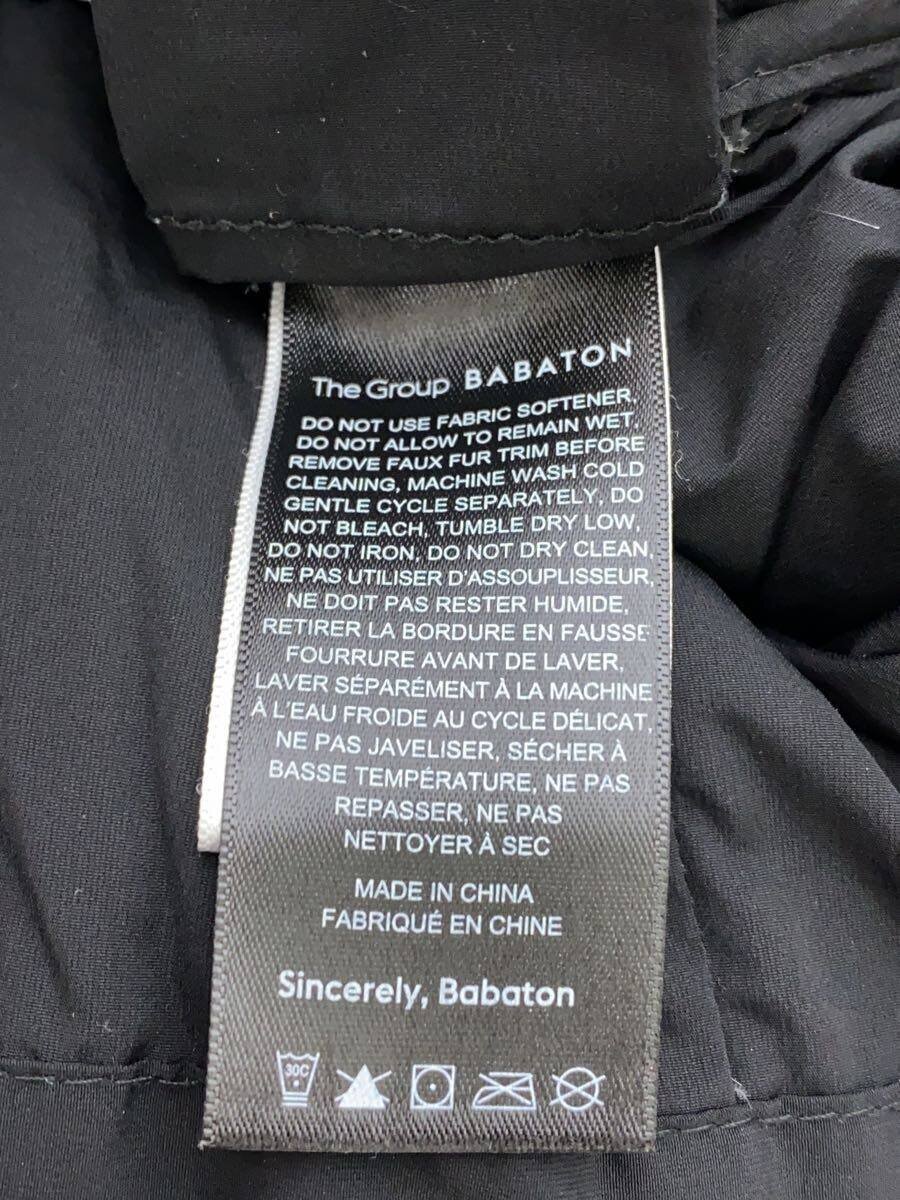 The Group BABATON
DO NOT USE FABRIC SOFTENER,
DO NOT ALLOW TO REMAIN WET,
REMOVE FAUX FUR TRIM BEFORE
CLEANING, MACHINE WASH COLD
GENTLE CYCLE SEPARATELY, DO
NOT BLEACH, TUMBLE DRY LOW,
DO NOT IRON, DO NOT DRY CLEAN,
NE PAS UTILISER D'ASSOUPLISSEUR,
NE DOIT PAS RESTER HUMIDE,
RETIRER LA BORDURE EN FAUSSE
FOURRURE AVANT DE LAVER,
LAVER SÉPARÉMENT À LA MACHINE
À L'EAU FROIDE AU CYCLE DÉLICAT,
NE PAS JAVELISER, SÉCHER À
BASSE TEMPÉRATURE, NE PAS
REPASSER, NE PAS
NETTOYER À SEC
MADE IN CHINA
FABRIQUÉ EN CHINE
Sincerely, Babaton
30C